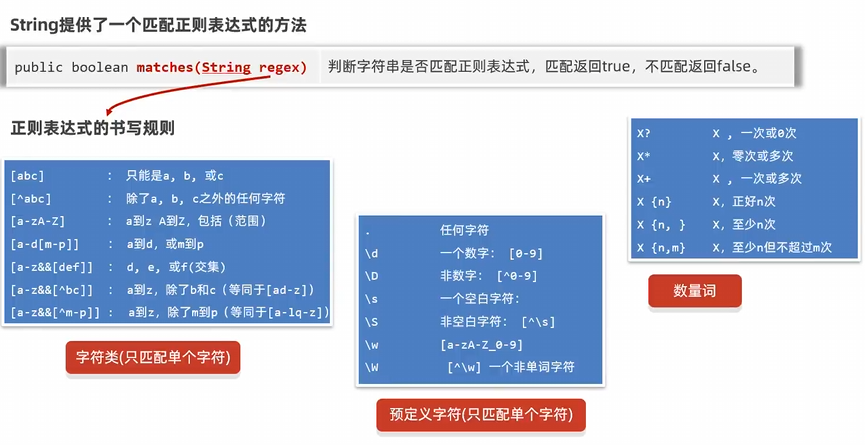 String提供了一个匹配正则表达式的方法
public boolean matches(String regex) 判断字符串是否匹配正则表达式，匹配返回true，不匹配返回false。
正则表达式的书写规则
[abc] : 只能是a, b, 或c
[^abc] : 除了a, b, c之外的任何字符
[a-zA-Z] : a到z A到Z，包括（范围）
[a-d[m-p]] : a到d，或m到p
[a-z&&[def]] : d, e, 或f(交集)
[a-z&&[^bc]] : a到z，除了b和c（等同于[ad-z]）
[a-z&&[^m-p]] : a到z，除了m到p（等同于[a-lq-z]）
字符类(只匹配单个字符)
. 任何字符
\d 一个数字： [0-9]
\D 非数字： [^0-9]
\s 一个空白字符：
\S 非空白字符： [^\s]
\w [a-zA-Z_0-9]
\W [^\w] 一个非单词字符
预定义字符(只匹配单个字符)
X? X , 一次或0次
X* X，零次或多次
X+ X , 一次或多次
X {n} X，正好n次
X {n, } X，至少n次
X {n,m} X，至少n但不超过m次
数量词